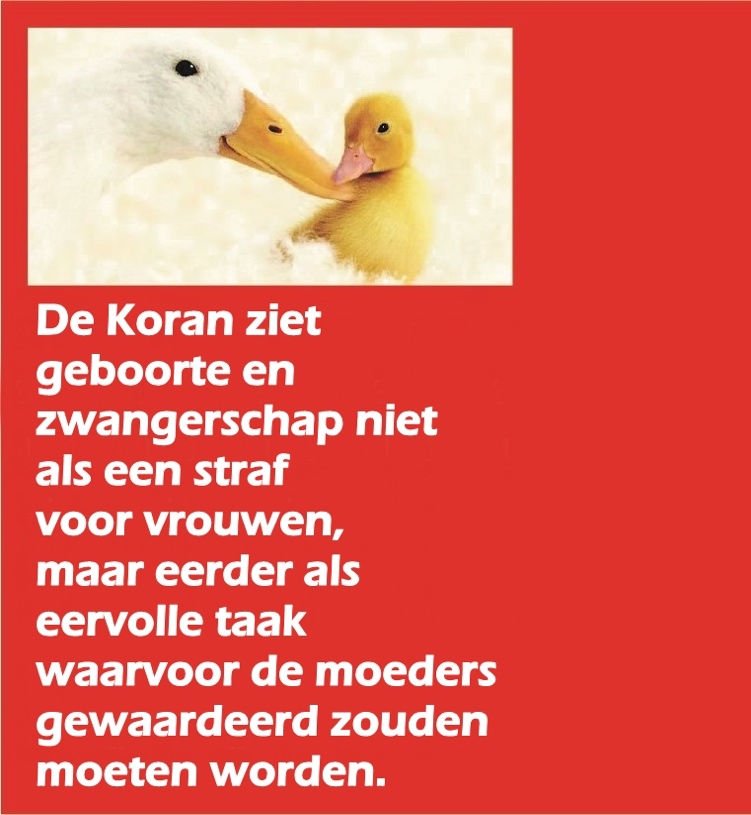 De Koran ziet
geboorte en
zwangerschap niet
als een straf
voor vrouwen,
maar eerder als
eervolle taak
waarvoor de moeders
gewaardeerd zouden
moeten worden.